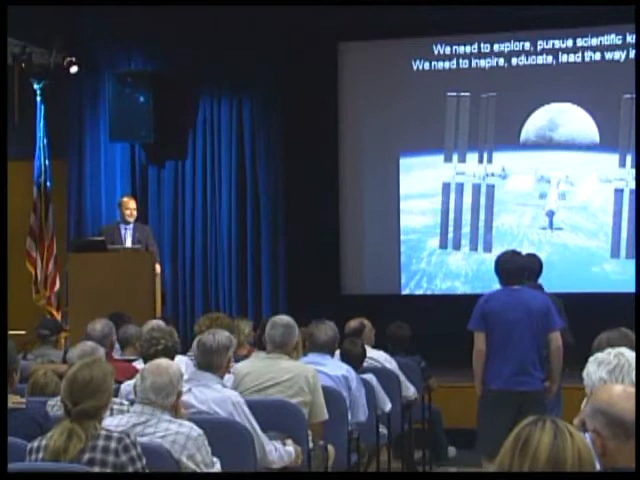 We need to explore, pursue scientific
We need to inspire, educate, lead the way